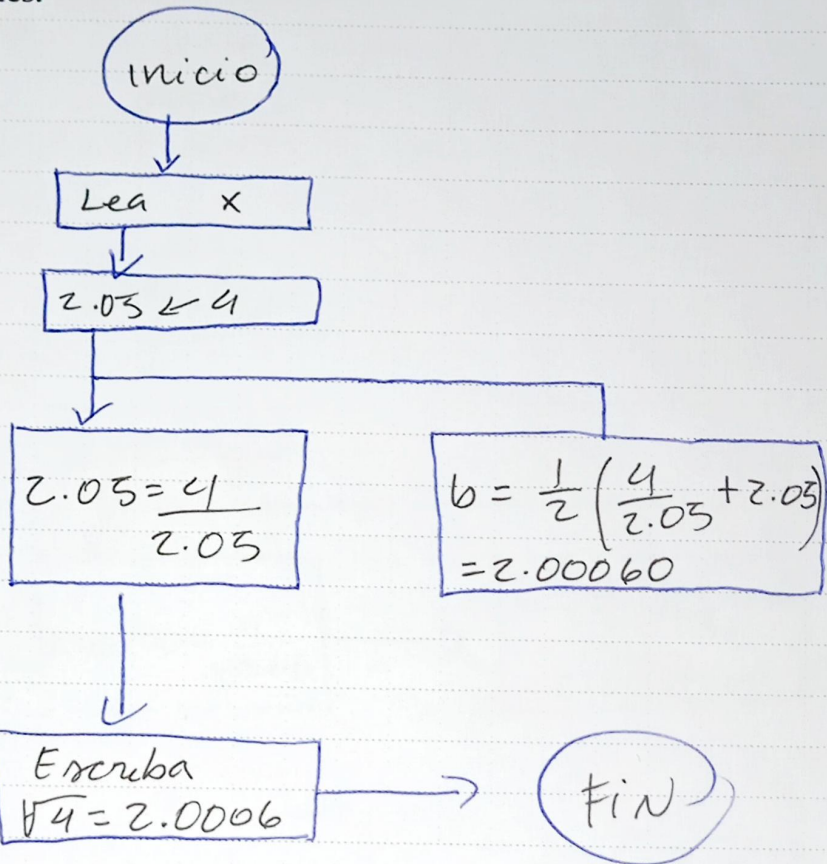 Inicio
Lea x
2.05 ← 4
2.05 = 4/2.05
b = 1/2 (4/2.05 + 2.05)
= 2.00060
Escriba
√4 = 2.0006
FiN